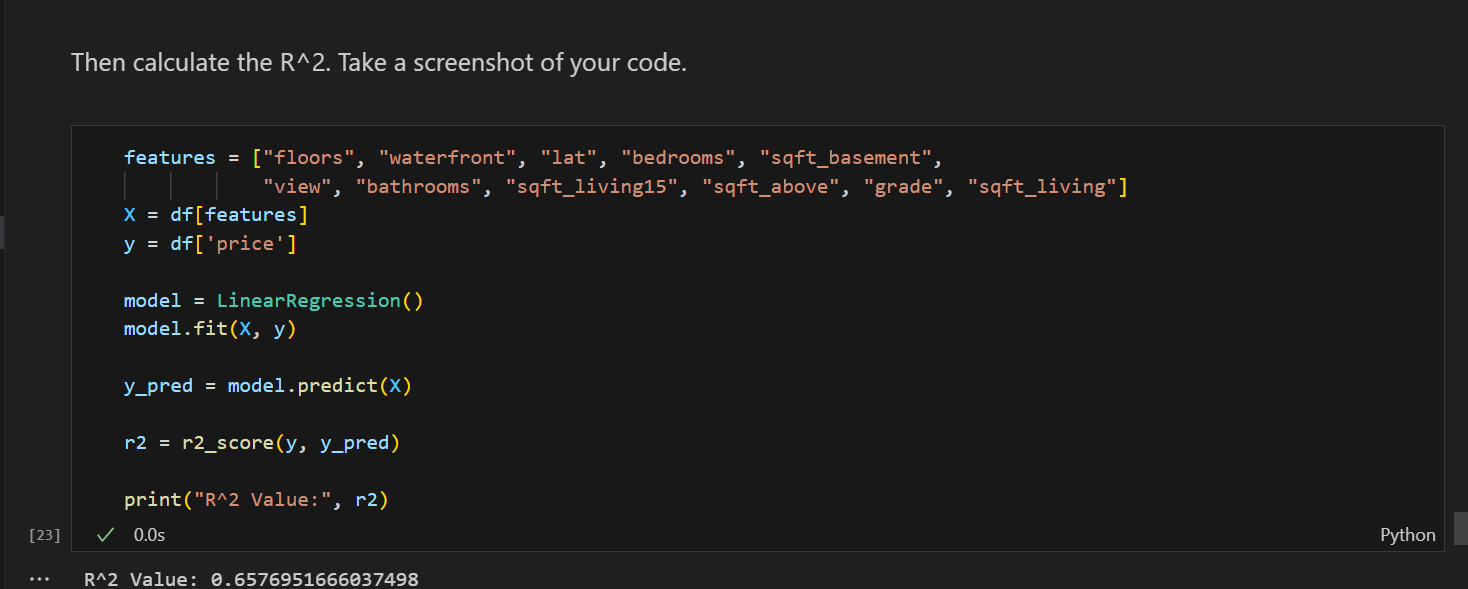 Then calculate the R^2. Take a screenshot of your code.
features = ["floors", "waterfront", "lat", "bedrooms", "sqft_basement",
"view", "bathrooms", "sqft_living15", "sqft_above", "grade", "sqft_living"]
X = df[features]
y = df['price']
model = LinearRegression()
model.fit(X, y)
y_pred = model.predict(X)
r2 = r2_score(y, y_pred)
print("R^2 Value:", r2)
[23] ✓ 0.0s Python
... R^2 Value: 0.6576951666037498